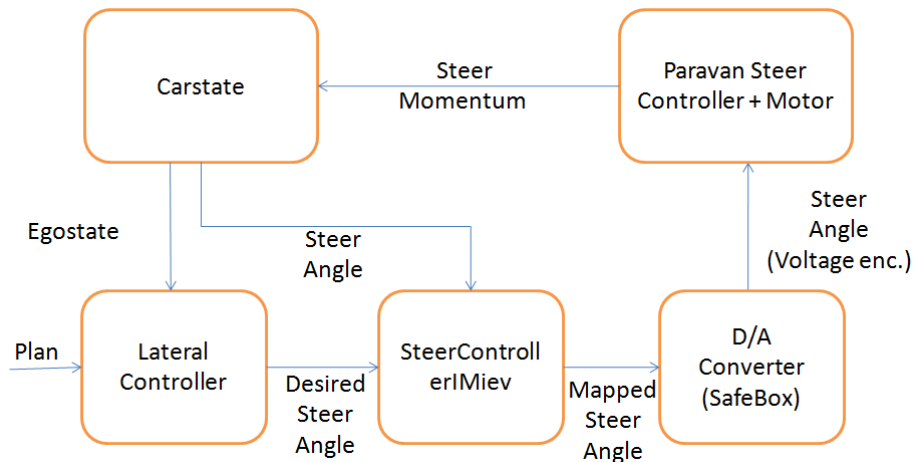 Carstate
Steer
Momentum
Paravan Steer
Controller + Motor
Egostate
Steer
Angle
Steer
Angle
(Voltage enc.)
Plan
Lateral
Controller
Desired
Steer
Angle
SteerControll
erIMiev
Mapped
Steer
Angle
D/A
Converter
(SafeBox)